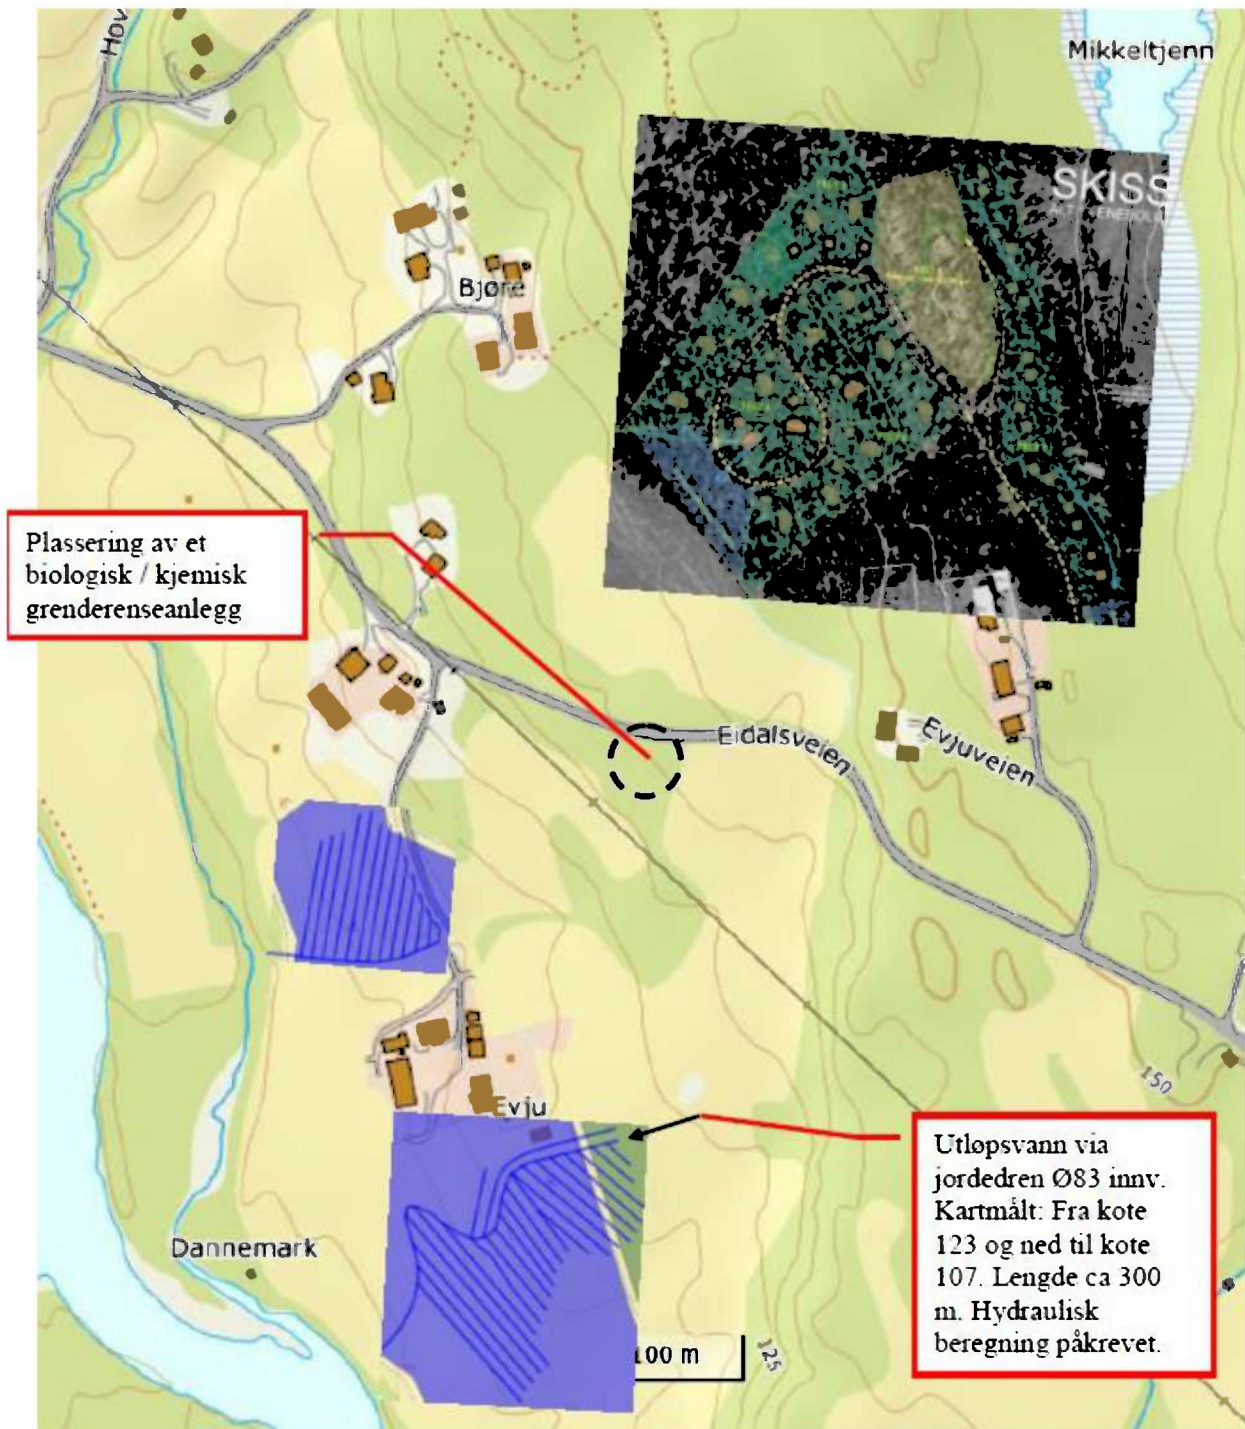 Hov
Mikkeltjenn
SKISS
Bjøre
Plassering av et
biologisk / kjemisk
grenderenseanlegg
Eidalsveien
Evjuveien
150
Evju
Utløpsvann via
jordedren Ø83 innv.
Kartmålt: Fra kote
123 og ned til kote
107. Lengde ca 300
m. Hydraulisk
beregning påkrevet.
Dannemark
100 m
125